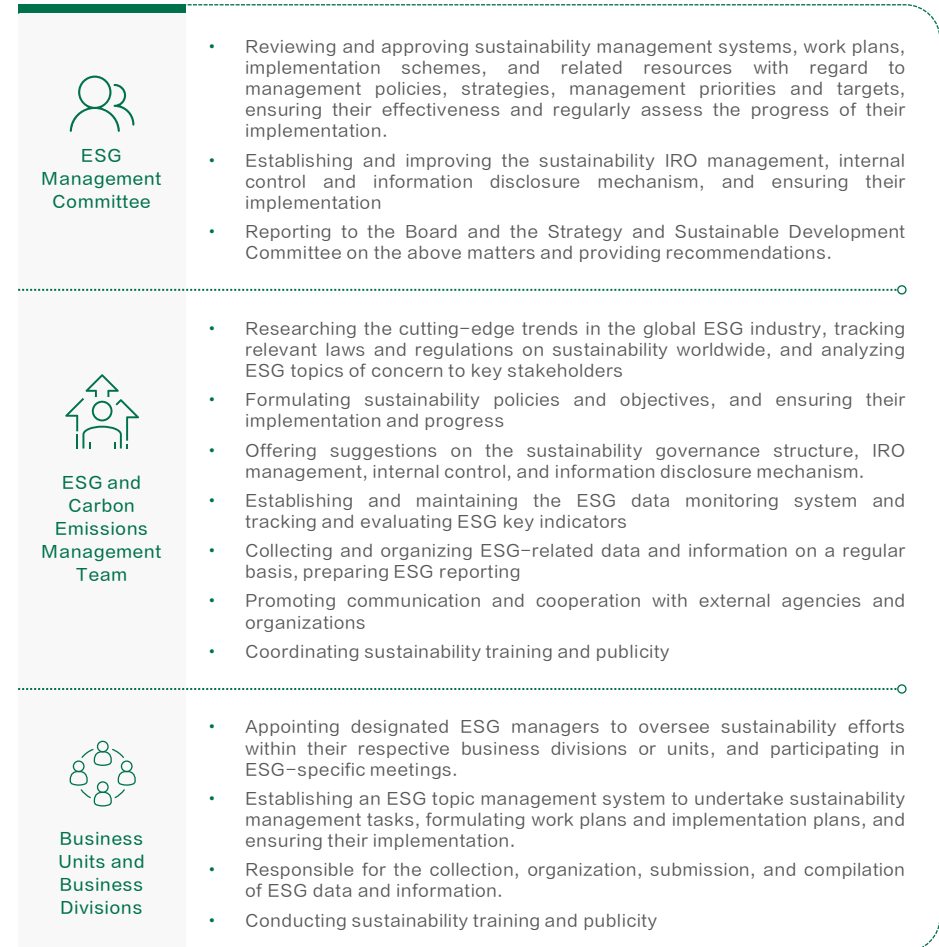 ESG
Management
Committee
• Reviewing and approving sustainability management systems, work plans,
implementation schemes, and related resources with regard to
management policies, strategies, management priorities and targets,
ensuring their effectiveness and regularly assess the progress of their
implementation.
• Establishing and improving the sustainability IRO management, internal
control and information disclosure mechanism, and ensuring their
implementation
• Reporting to the Board and the Strategy and Sustainable Development
Committee on the above matters and providing recommendations.
ESG and
Carbon
Emissions
Management
Team
• Researching the cutting-edge trends in the global ESG industry, tracking
relevant laws and regulations on sustainability worldwide, and analyzing
ESG topics of concern to key stakeholders
• Formulating sustainability policies and objectives, and ensuring their
implementation and progress
• Offering suggestions on the sustainability governance structure, IRO
management, internal control, and information disclosure mechanism.
• Establishing and maintaining the ESG data monitoring system and
tracking and evaluating ESG key indicators
• Collecting and organizing ESG-related data and information on a regular
basis, preparing ESG reporting
• Promoting communication and cooperation with external agencies and
organizations
• Coordinating sustainability training and publicity
Business
Units and
Business
Divisions
• Appointing designated ESG managers to oversee sustainability efforts
within their respective business divisions or units, and participating in
ESG-specific meetings.
• Establishing an ESG topic management system to undertake sustainability
management tasks, formulating work plans and implementation plans, and
ensuring their implementation.
• Responsible for the collection, organization, submission, and compilation
of ESG data and information.
• Conducting sustainability training and publicity